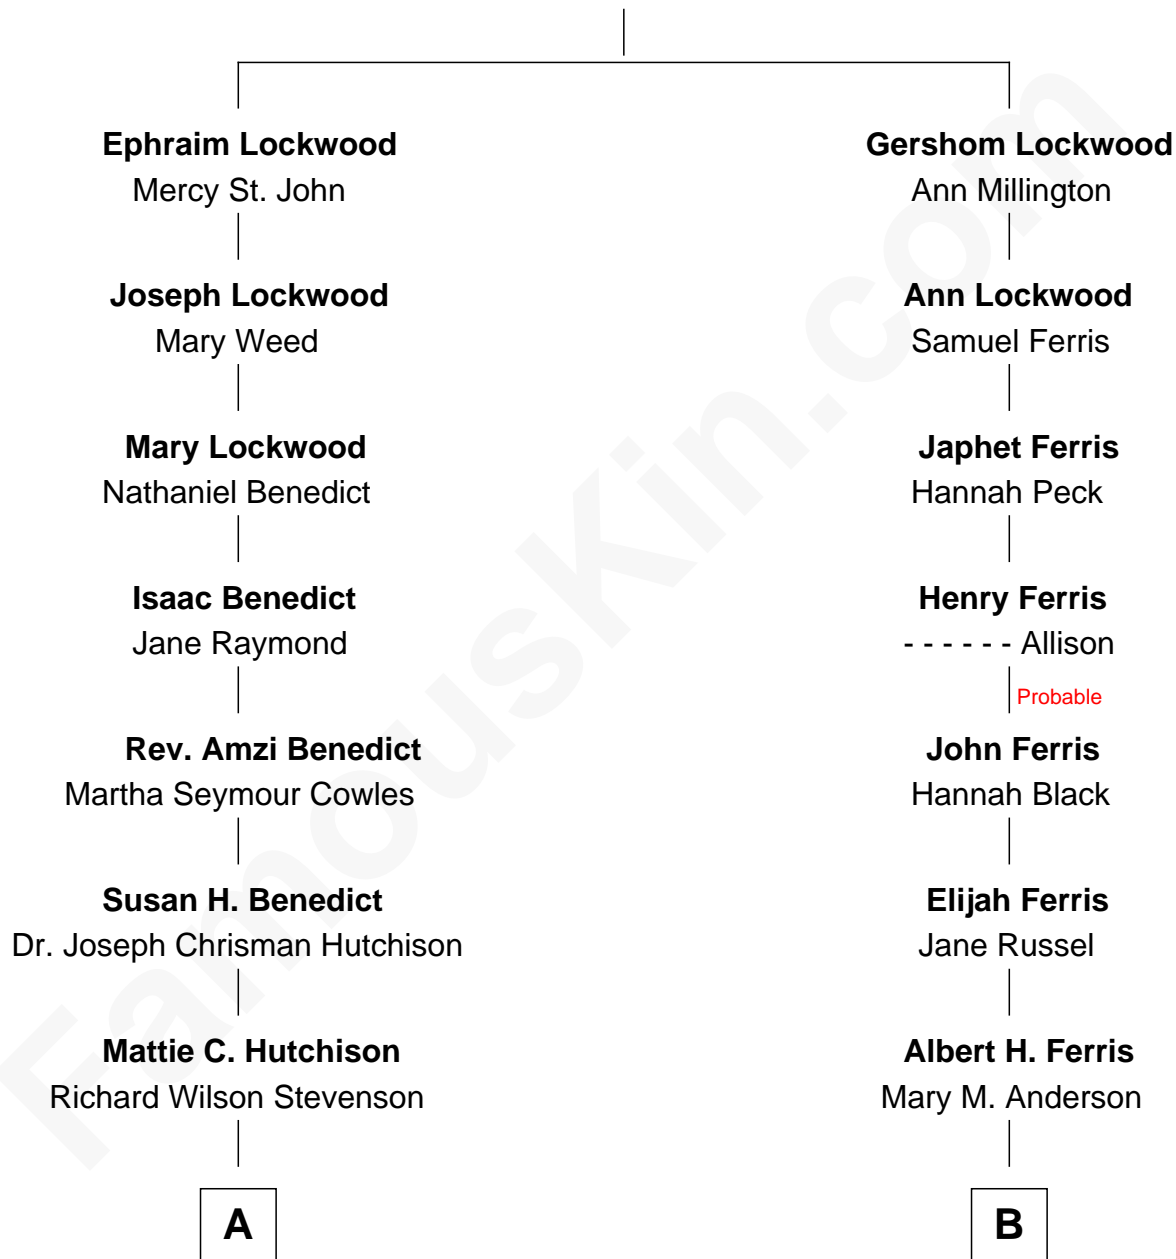 Ephraim Lockwood
Mercy St. John
Joseph Lockwood
Mary Weed
Mary Lockwood
Nathaniel Benedict
Isaac Benedict
Jane Raymond
Rev. Amzi Benedict
Martha Seymour Cowles
Susan H. Benedict
Dr. Joseph Chrisman Hutchison
Mattie C. Hutchison
Richard Wilson Stevenson
A
Gershom Lockwood
Ann Millington
Ann Lockwood
Samuel Ferris
Japhet Ferris
Hannah Peck
Henry Ferris
- - - - - - Allison
Probable
John Ferris
Hannah Black
Elijah Ferris
Jane Russel
Albert H. Ferris
Mary M. Anderson
B
FamousKin.com